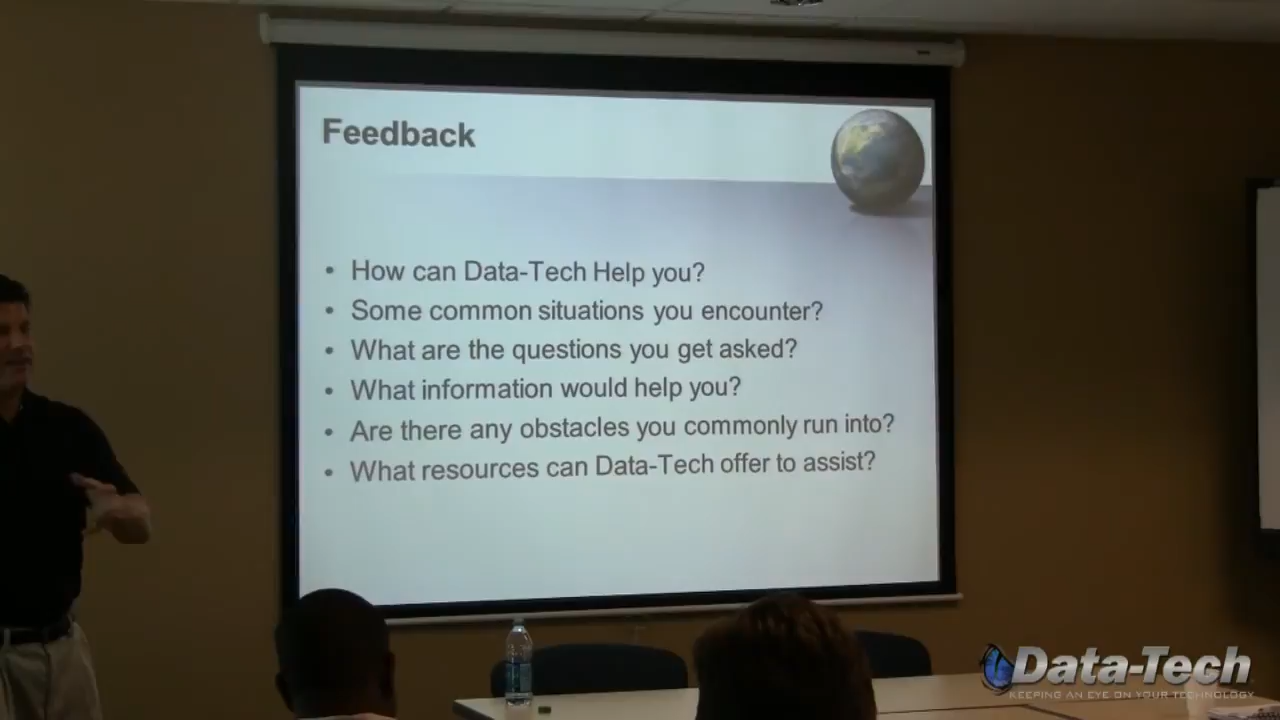 Feedback
• How can Data-Tech Help you?
• Some common situations you encounter?
• What are the questions you get asked?
• What information would help you?
• Are there any obstacles you commonly run into?
• What resources can Data-Tech offer to assist?
Data-Tech
KEEPING AN EYE ON YOUR TECHNOLOGY